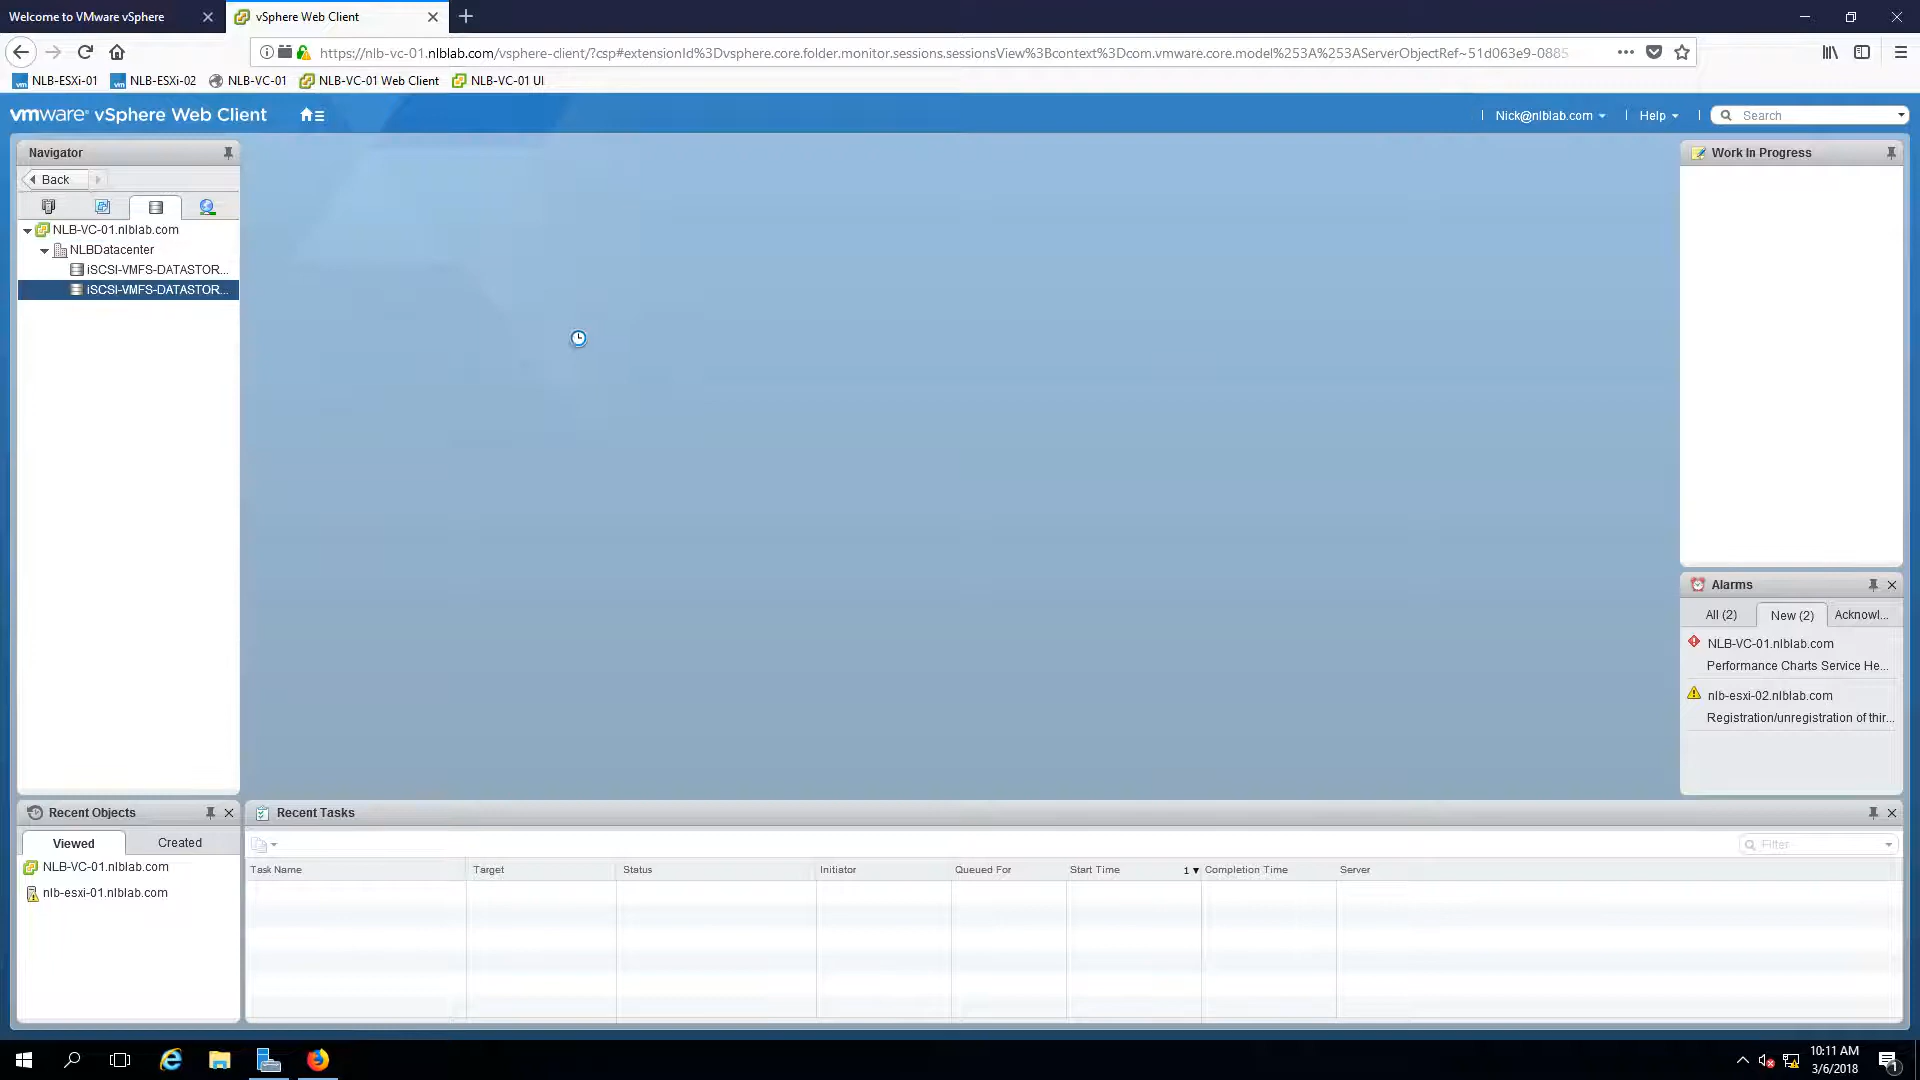 Welcome to VMware vSphere
vSphere Web Client
https://nlb-vc-01.nlblab.com/vsphere-client/?csp#extensionId%3Dvsphere.core.folder.monitor.sessions.sessionsView%3Bcontext%3Dcom.vmware.core.model%253A%253AServerObjectRef~51d063e9-0885
NLB-ESXi-01
NLB-ESXi-02
NLB-VC-01
NLB-VC-01 Web Client
NLB-VC-01 UI
vmware® vSphere Web Client
Nick@nlblab.com
Help
Search
Navigator
Back
NLB-VC-01.nlblab.com
NLBDatacenter
iSCSI-VMFS-DATASTOR...
iSCSI-VMFS-DATASTOR...
Work In Progress
Alarms
All (2)
New (2)
Acknowl...
NLB-VC-01.nlblab.com
Performance Charts Service He...
nlb-esxi-02.nlblab.com
Registration/unregistration of thir...
Recent Objects
Viewed
Created
NLB-VC-01.nlblab.com
nlb-esxi-01.nlblab.com
Recent Tasks
Filter
Task Name
Target
Status
Initiator
Queued For
Start Time
1
Completion Time
Server
10:11 AM
3/6/2018
1